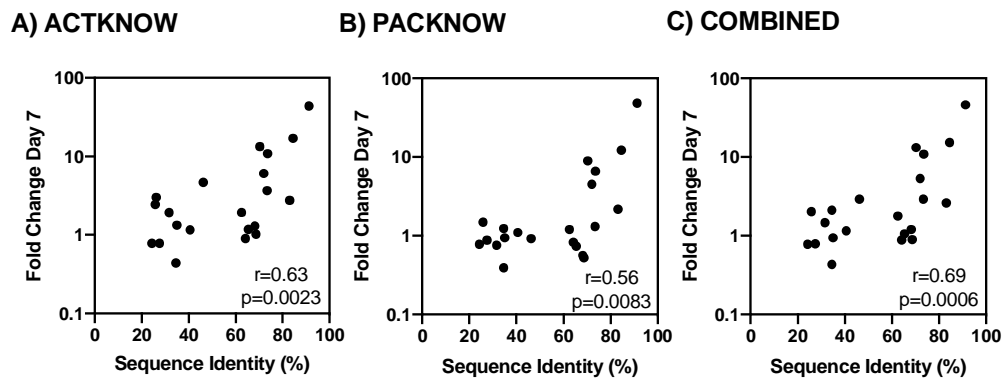 A) ACTKNOW
B) PACKNOW
C) COMBINED
Fold Change Day 7
100
10
1
0.1
r=0.63
p=0.0023
0 20 40 60 80 100
Sequence Identity (%)
Fold Change Day 7
100
10
1
0.1
r=0.56
p=0.0083
0 20 40 60 80 100
Sequence Identity (%)
Fold Change Day 7
100
10
1
0.1
r=0.69
p=0.0006
0 20 40 60 80 100
Sequence Identity (%)